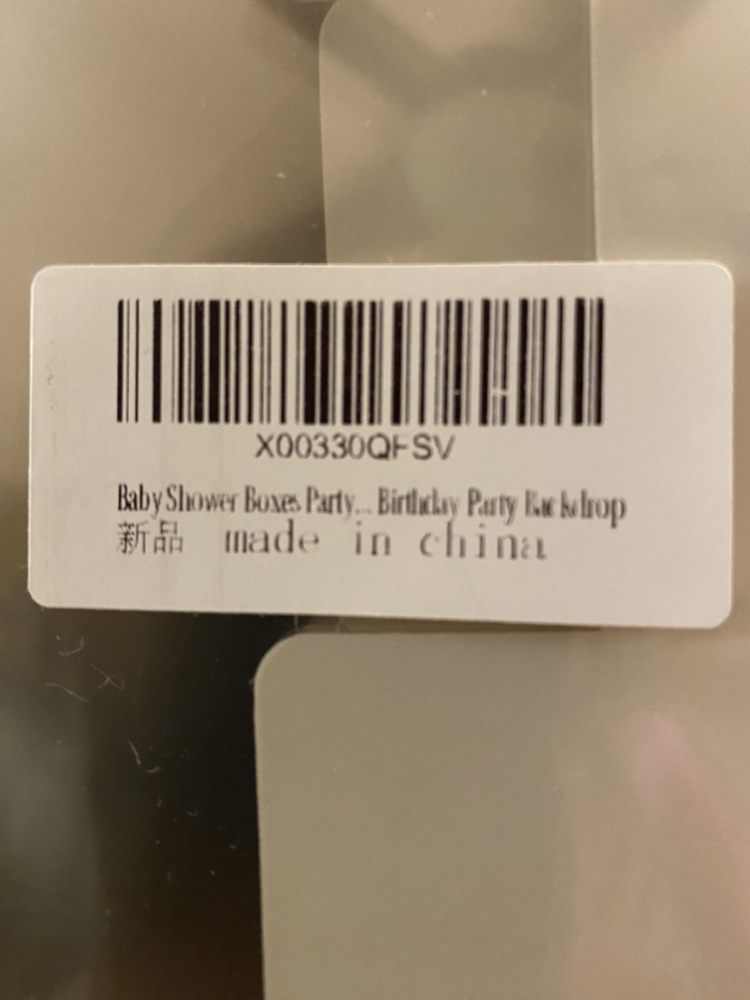 X00330QFSV
Baby Shower Boxes Party... Birthday Party Backdrop
新品 made in china